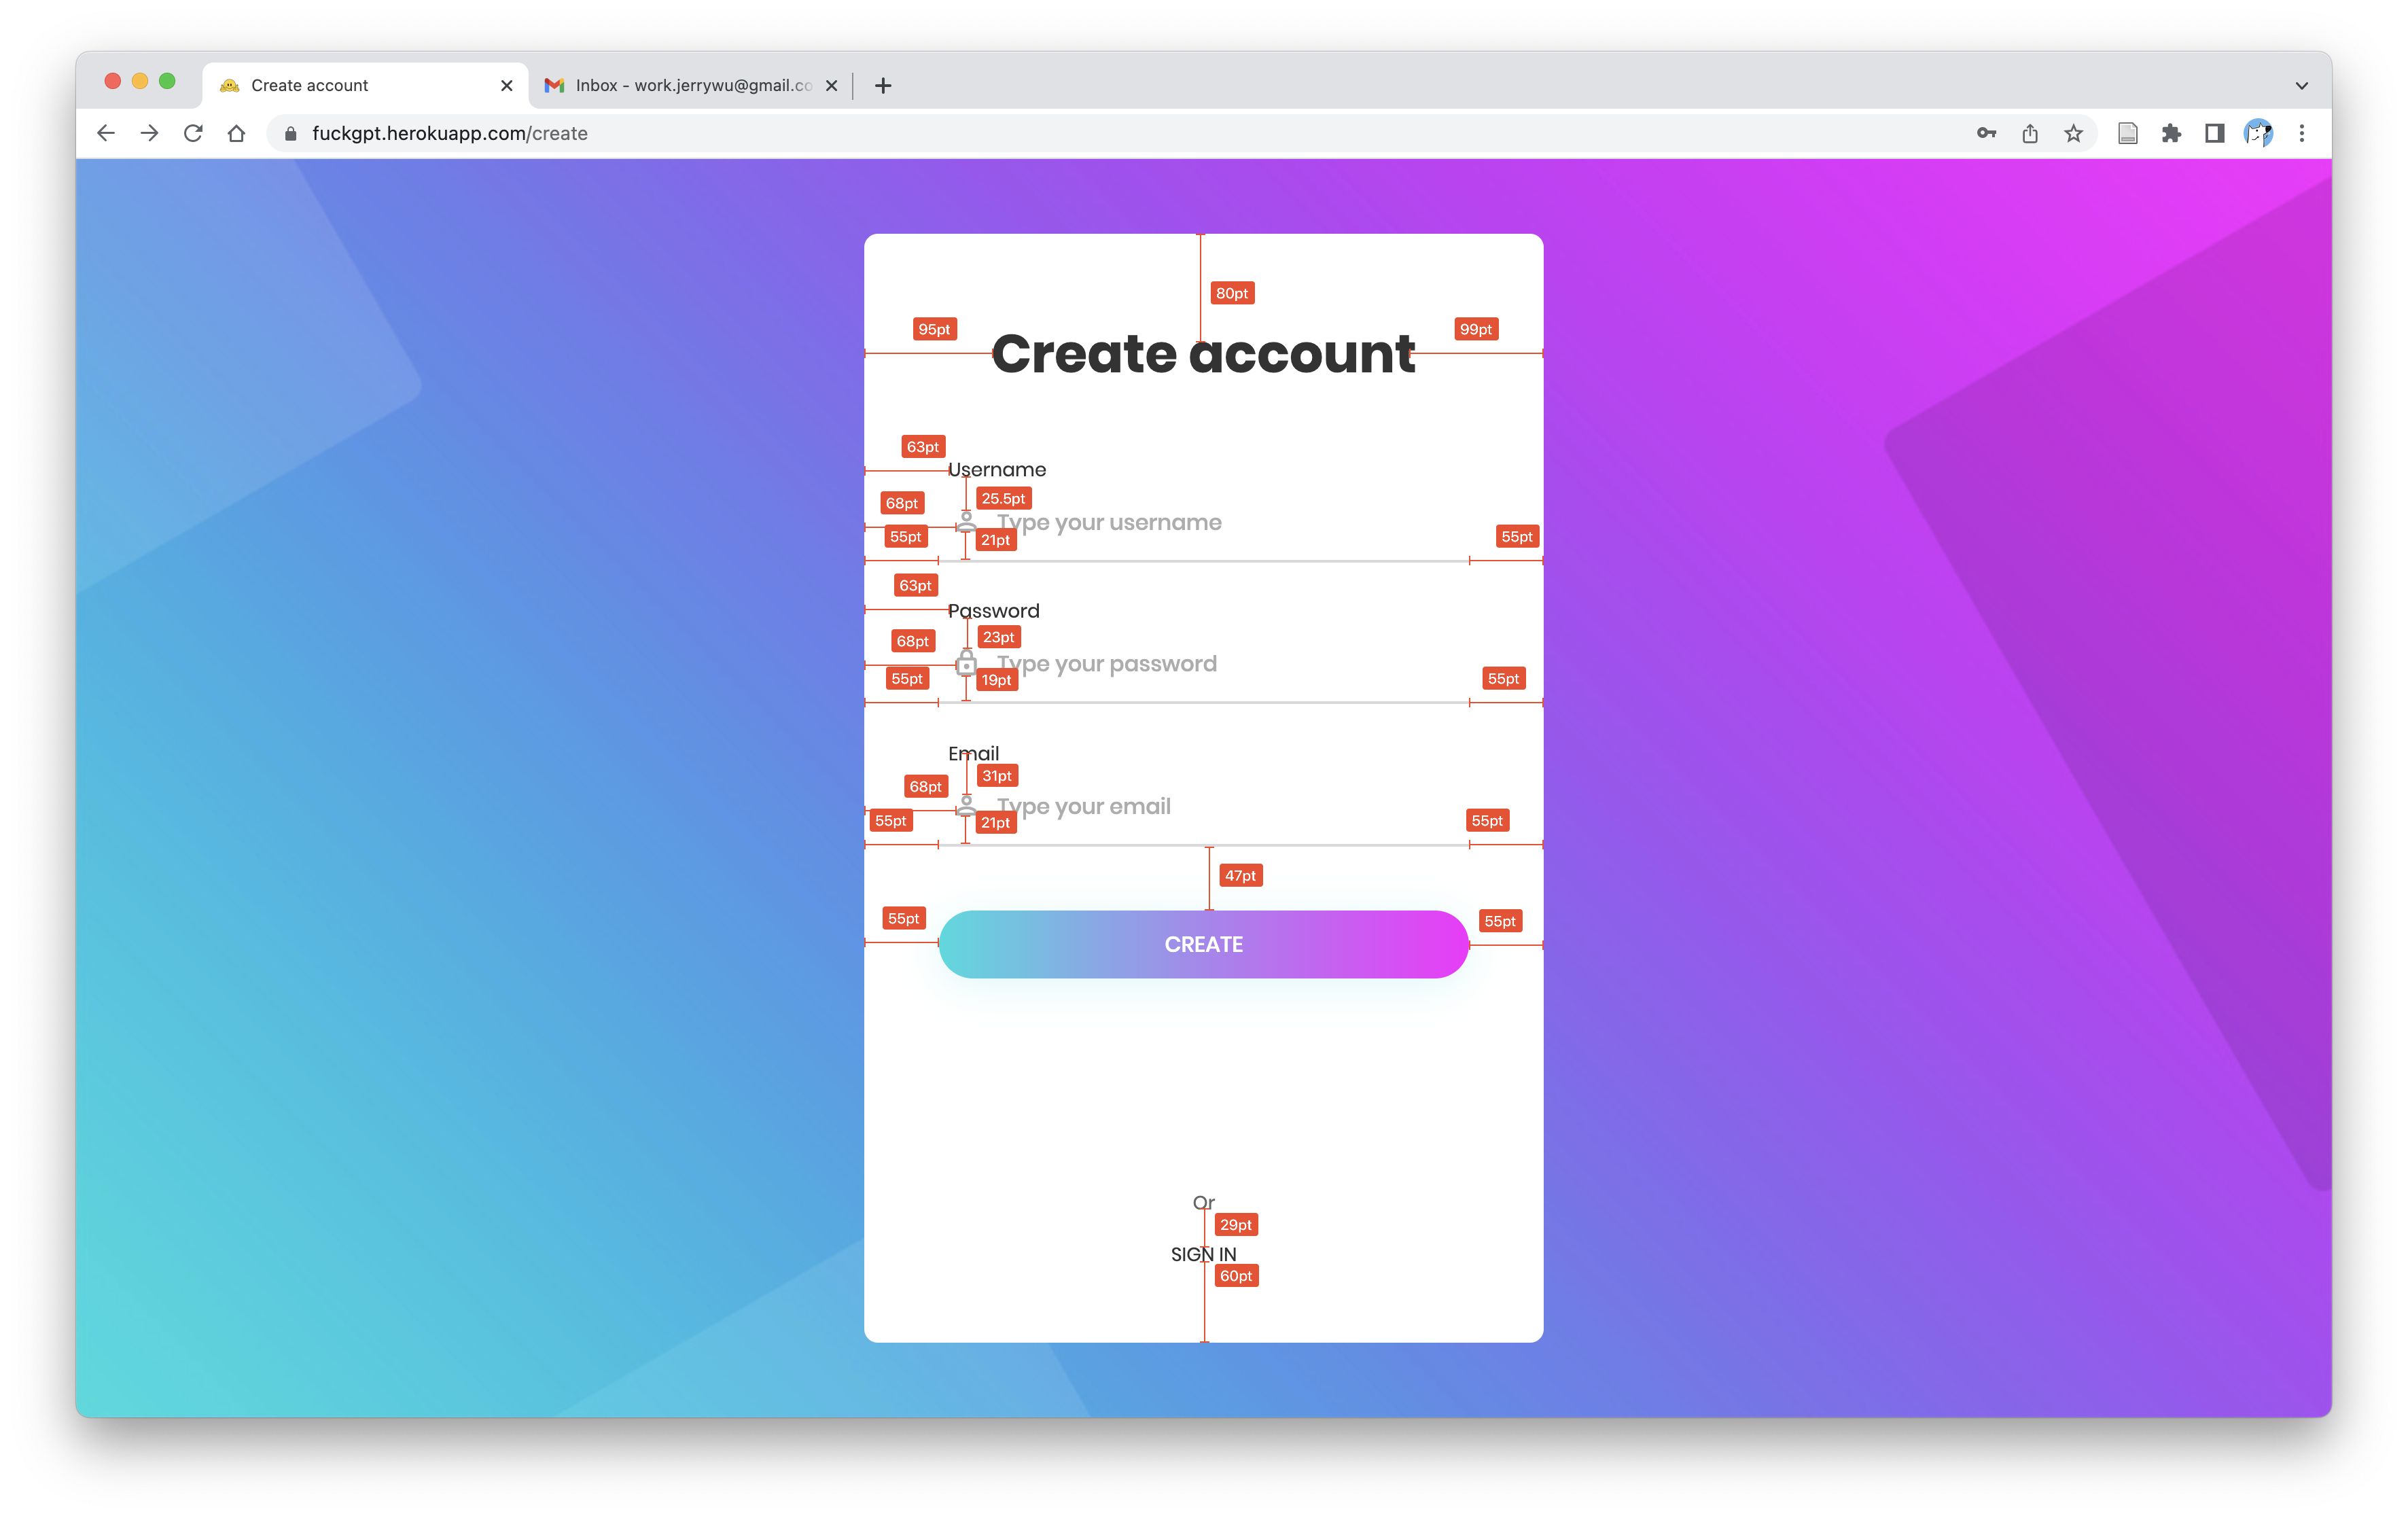 Create account
Inbox - work.jerrywu@gmail.co
fuckgpt.herokuapp.com/create
80pt
95pt
99pt
Create account
63pt
Username
68pt
25.5pt
Type your username
55pt
21pt
55pt
63pt
Password
68pt
23pt
Type your password
55pt
19pt
55pt
Email
31pt
68pt
Type your email
55pt
21pt
55pt
47pt
55pt
55pt
CREATE
Or
29pt
SIGN IN
60pt